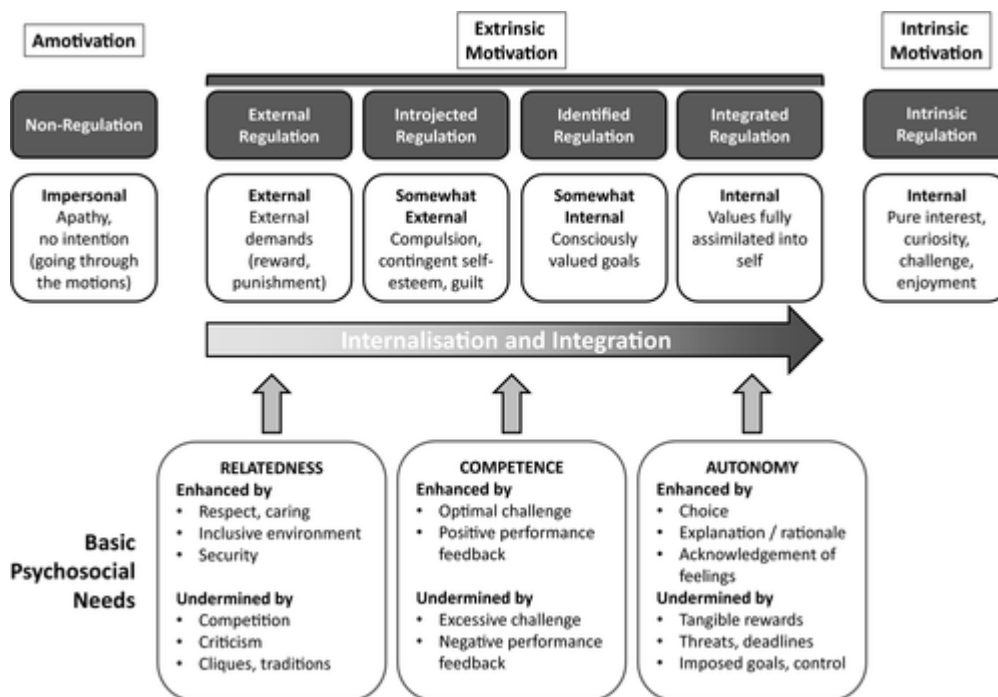 Amotivation
Extrinsic
Motivation
Intrinsic
Motivation
Non-Regulation
External
Regulation
Introjected
Regulation
Identified
Regulation
Integrated
Regulation
Intrinsic
Regulation
Impersonal
Apathy,
no intention
(going through
the motions)
External
External
demands
(reward,
punishment)
Somewhat
External
Compulsion,
contingent self-
esteem, guilt
Somewhat
Internal
Consciously
valued goals
Internal
Values fully
assimilated into
self
Internal
Pure interest,
curiosity,
challenge,
enjoyment
Internalisation and Integration
Basic
Psychosocial
Needs
RELATEDNESS
Enhanced by
• Respect, caring
• Inclusive environment
• Security
Undermined by
• Competition
• Criticism
• Cliques, traditions
COMPETENCE
Enhanced by
• Optimal challenge
• Positive performance
feedback
Undermined by
• Excessive challenge
• Negative performance
feedback
AUTONOMY
Enhanced by
• Choice
• Explanation / rationale
• Acknowledgement of
feelings
Undermined by
• Tangible rewards
• Threats, deadlines
• Imposed goals, control